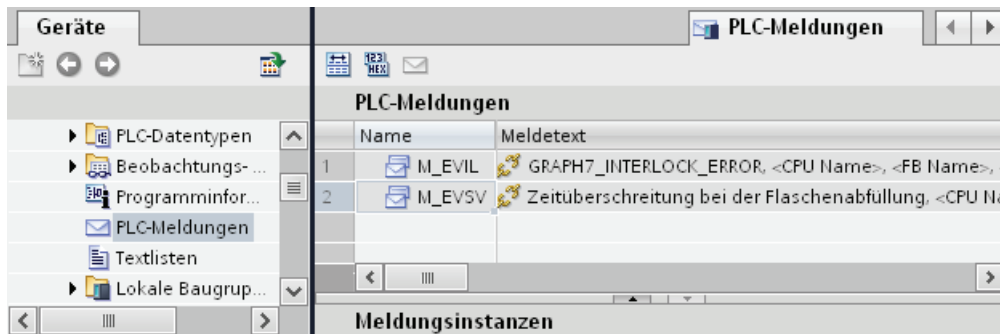 Geräte
PLC-Meldungen
PLC-Meldungen
Name Meldetext
PLC-Datentypen
Beobachtungs-...
Programminfor...
PLC-Meldungen
Textlisten
Lokale Baugrup...
1 M_EVIL GRAPH7_INTERLOCK_ERROR, <CPU Name>, <FB Name>,
2 M_EVSV Zeitüberschreitung bei der Flaschenabfüllung, <CPU Na
Meldungsinstanzen